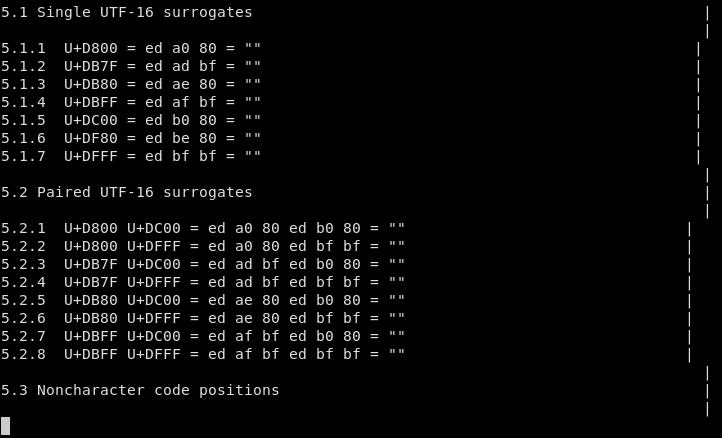 5.1 Single UTF-16 surrogates |
|
5.1.1  U+D800 = ed a0 80 = "" |
5.1.2  U+DB7F = ed ad bf = "" |
5.1.3  U+DB80 = ed ae 80 = "" |
5.1.4  U+DBFF = ed af bf = "" |
5.1.5  U+DC00 = ed b0 80 = "" |
5.1.6  U+DF80 = ed be 80 = "" |
5.1.7  U+DFFF = ed bf bf = "" |
|
5.2 Paired UTF-16 surrogates |
|
5.2.1  U+D800 U+DC00 = ed a0 80 ed b0 80 = "" |
5.2.2  U+D800 U+DFFF = ed a0 80 ed bf bf = "" |
5.2.3  U+DB7F U+DC00 = ed ad bf ed b0 80 = "" |
5.2.4  U+DB7F U+DFFF = ed ad bf ed bf bf = "" |
5.2.5  U+DB80 U+DC00 = ed ae 80 ed b0 80 = "" |
5.2.6  U+DB80 U+DFFF = ed ae 80 ed bf bf = "" |
5.2.7  U+DBFF U+DC00 = ed af bf ed b0 80 = "" |
5.2.8  U+DBFF U+DFFF = ed af bf ed bf bf = "" |
|
5.3 Noncharacter code positions |
|